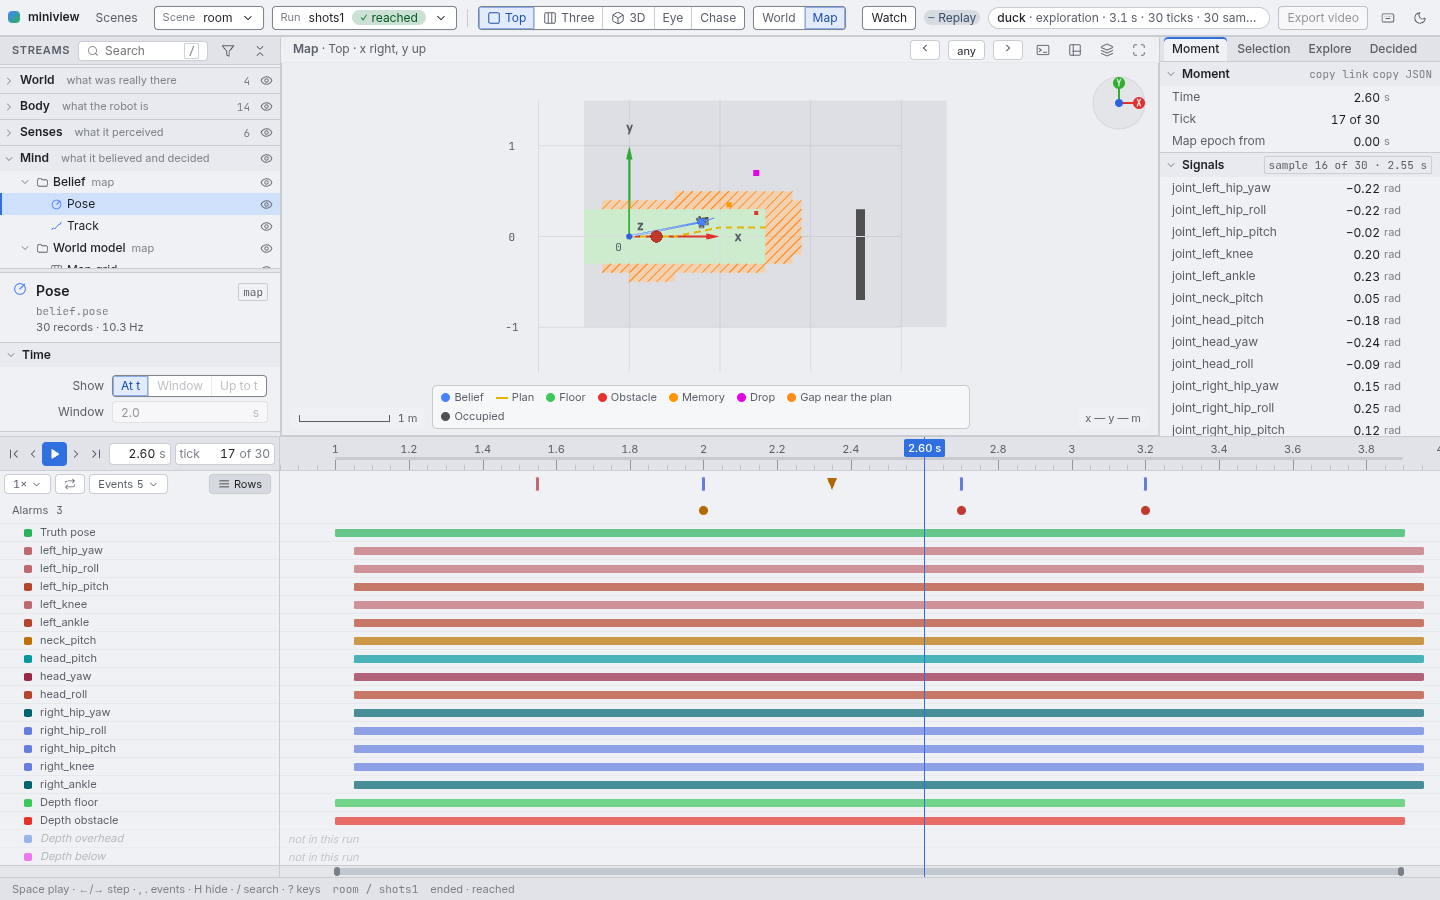 miniview Scenes Scene room Run shots1 ✓ reached Top Three 3D Eye Chase World Map Watch Replay duck · exploration · 3.1 s · 30 ticks · 30 sam... Export video
STREAMS Search /
World what was really there 4
Body what the robot is 14
Senses what it perceived 6
Mind what it believed and decided
Belief map
Pose
Track
World model map
Pose map
belief.pose
30 records · 10.3 Hz
Time
Show At t Window Up to t
Window 2.0 s
Map · Top · x right, y up
any
Y
X
y
1
z
x
0
0
-1
1 m
Belief Plan Floor Obstacle Memory Drop Gap near the plan
Occupied
x — y — m
Moment Selection Explore Decided
Moment copy link copy JSON
Time 2.60 s
Tick 17 of 30
Map epoch from 0.00 s
Signals sample 16 of 30 · 2.55 s
joint_left_hip_yaw −0.22 rad
joint_left_hip_roll −0.22 rad
joint_left_hip_pitch −0.02 rad
joint_left_knee 0.20 rad
joint_left_ankle 0.23 rad
joint_neck_pitch 0.05 rad
joint_head_pitch −0.18 rad
joint_head_yaw −0.24 rad
joint_head_roll −0.09 rad
joint_right_hip_yaw 0.15 rad
joint_right_hip_roll 0.25 rad
joint_right_hip_pitch 0.12 rad
2.60 s tick 17 of 30
1 1.2 1.4 1.6 1.8 2 2.2 2.4 2.60 s 2.8 3 3.2 3.4 3.6 3.8
1× Events 5 Rows
Alarms 3
Truth pose
left_hip_yaw
left_hip_roll
left_hip_pitch
left_knee
left_ankle
neck_pitch
head_pitch
head_yaw
head_roll
right_hip_yaw
right_hip_roll
right_hip_pitch
right_knee
right_ankle
Depth floor
Depth obstacle
Depth overhead not in this run
Depth below not in this run
Space play · ←/→ step · , . events · H hide · / search · ? keys room / shots1 ended · reached